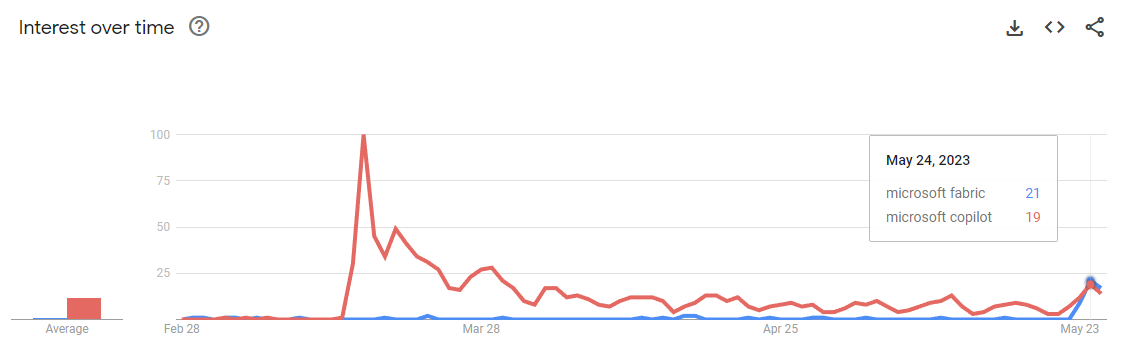 Interest over time ?
100
75
50
25
May 24, 2023
microsoft fabric 21
microsoft copilot 19
Average
Feb 28 Mar 28 Apr 25 May 23